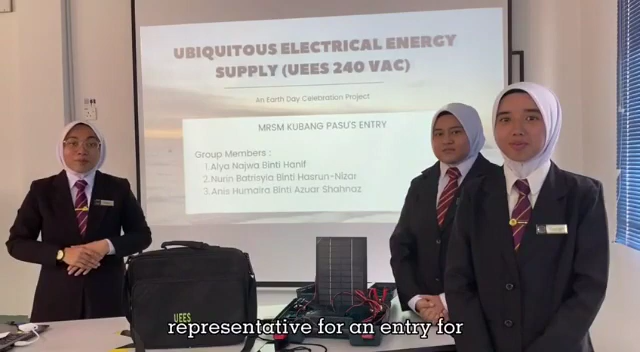 UBIQUITOUS ELECTRICAL ENERGY
SUPPLY (UEES 240 VAC)
An Earth Day Celebration Project
MRSM KUBANG PASU'S ENTRY
Group Members :
1. Alya Najwa Binti Hanif
2. Nurin Batrisyia Binti Hasrun-Nizar
3. Anis Humaira Binti Azuar Shahnaz
UEES
representative for an entry for